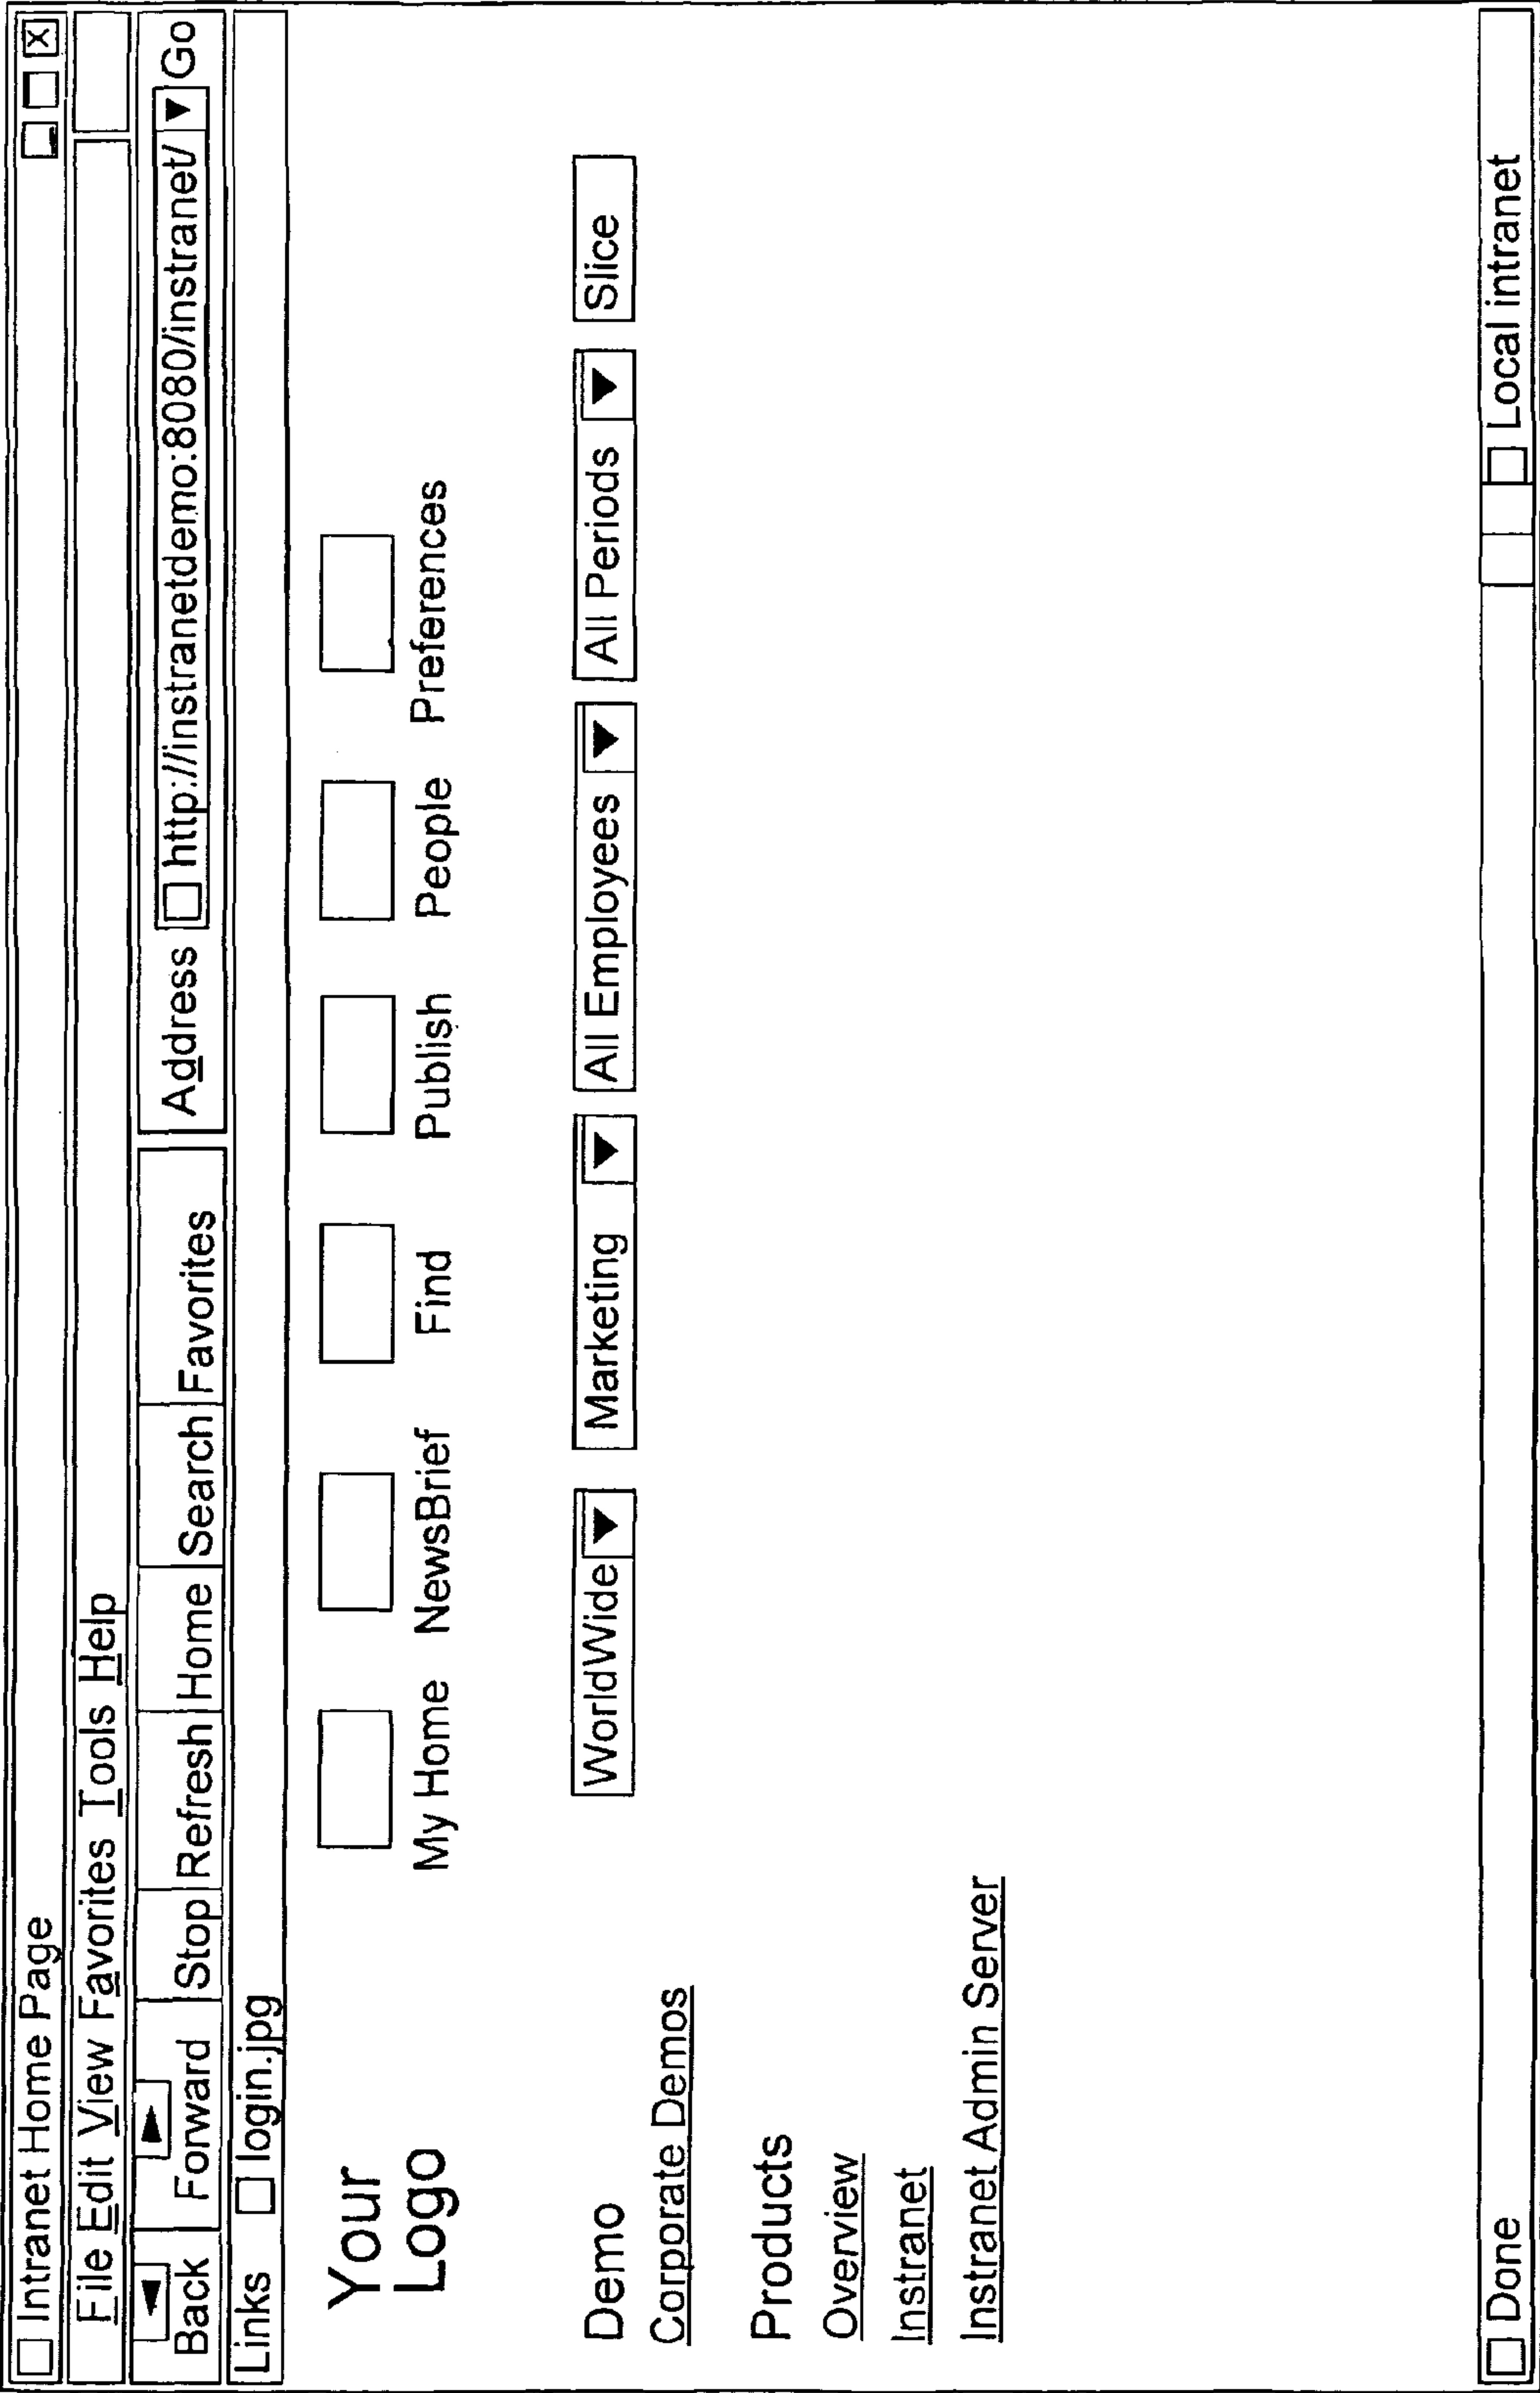 Intranet Home Page
File Edit View Favorites Tools Help
Back Forward Stop Refresh Home Search Favorites Address http://instranetdemo:8080/instranet/ Go
Links login.jpg
Your
Logo
My Home NewsBrief Find Publish People Preferences
WorldWide Marketing All Employees All Periods Slice
Demo
Corporate Demos
Products
Overview
Instranet
Instranet Admin Server
Done Local intranet